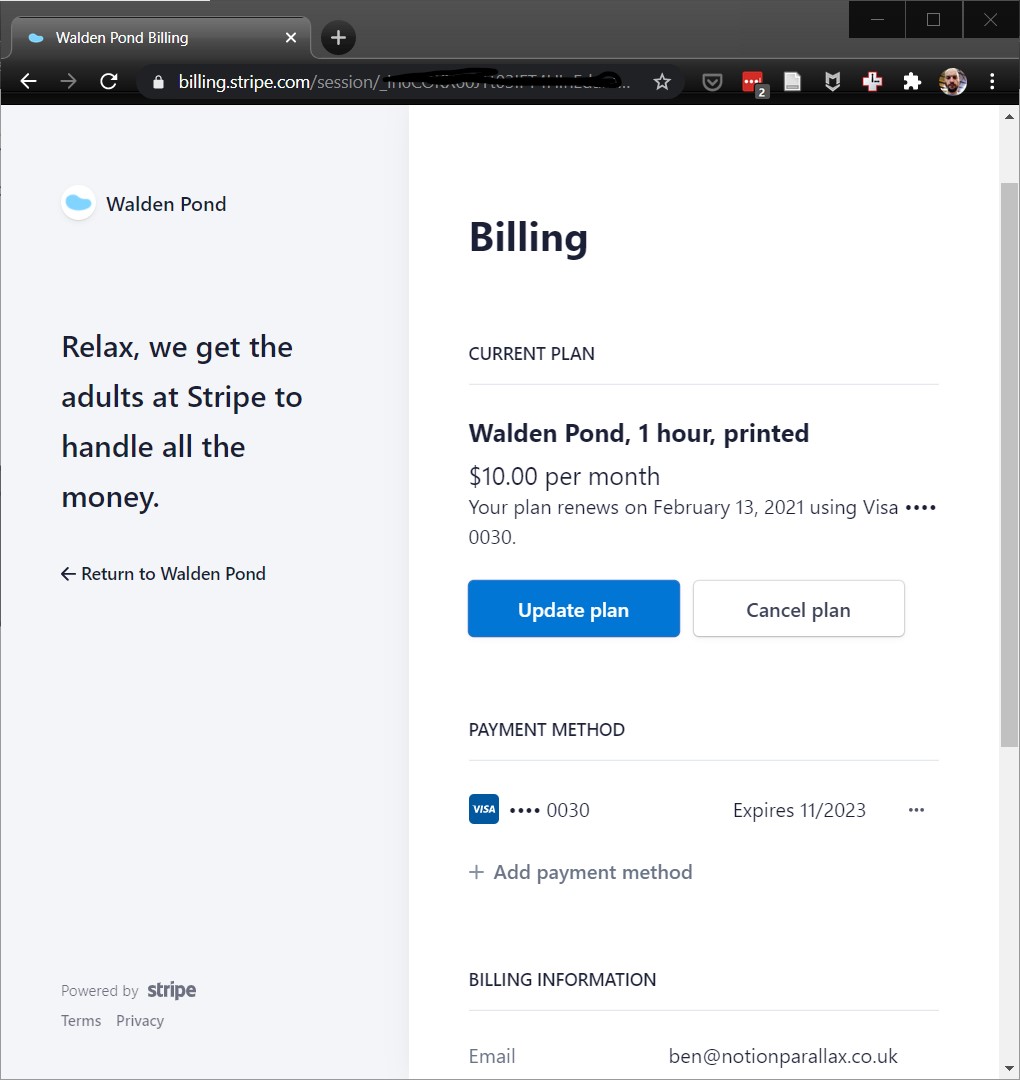 Walden Pond Billing
billing.stripe.com/session/
2
Walden Pond
Relax, we get the
adults at Stripe to
handle all the
money.
← Return to Walden Pond
Powered by stripe
Terms Privacy
Billing
CURRENT PLAN
Walden Pond, 1 hour, printed
$10.00 per month
Your plan renews on February 13, 2021 using Visa ••••
0030.
Update plan Cancel plan
PAYMENT METHOD
VISA •••• 0030 Expires 11/2023 •••
+ Add payment method
BILLING INFORMATION
Email ben@notionparallax.co.uk